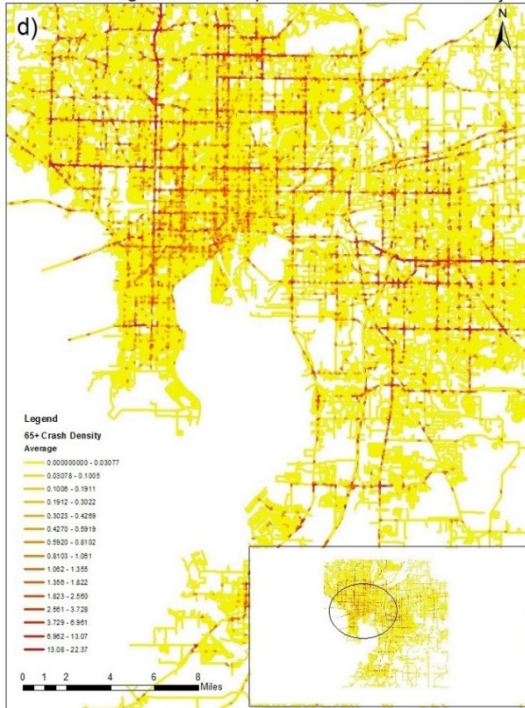 d)
N
Legend
65+ Crash Density
Average
0.000000000 - 0.03077
0.03078 - 0.1005
0.1006 - 0.1911
0.1912 - 0.3022
0.3023 - 0.4269
0.4270 - 0.5919
0.5920 - 0.8102
0.8103 - 1.061
1.062 - 1.355
1.356 - 1.822
1.823 - 2.560
2.561 - 3.728
3.729 - 6.961
6.962 - 13.07
13.08 - 22.37
0 1 2 4 6 8
Miles